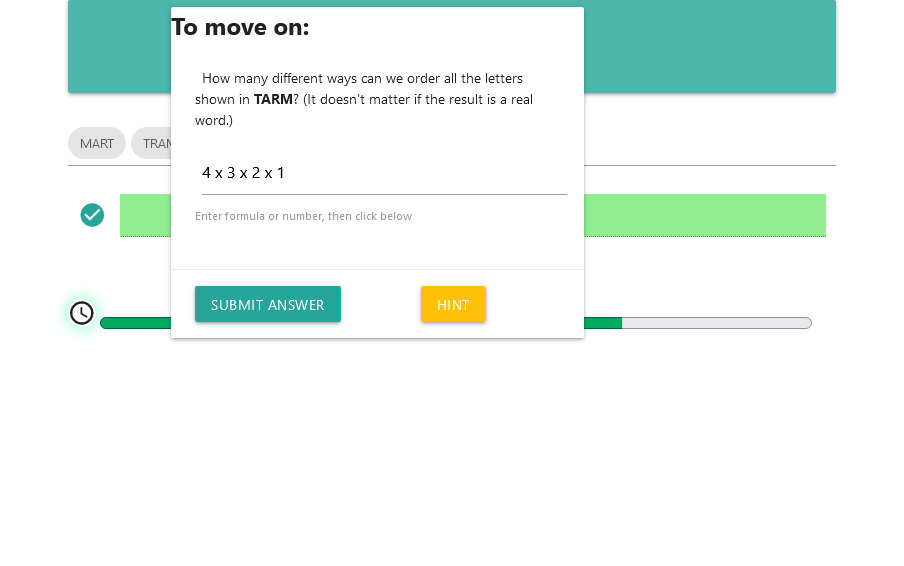 To move on:
How many different ways can we order all the letters
shown in TARM? (It doesn't matter if the result is a real
word.)
MART
4 x 3 x 2 x 1
Enter formula or number, then click below
SUBMIT ANSWER
HINT